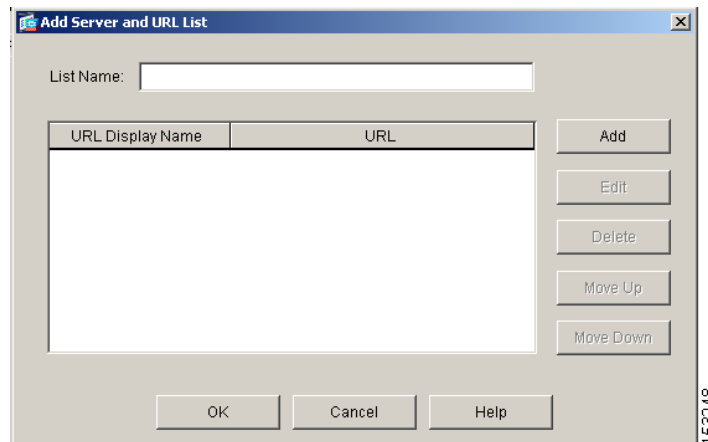 Add Server and URL List
List Name:
URL Display Name URL
Add
Edit
Delete
Move Up
Move Down
OK Cancel Help